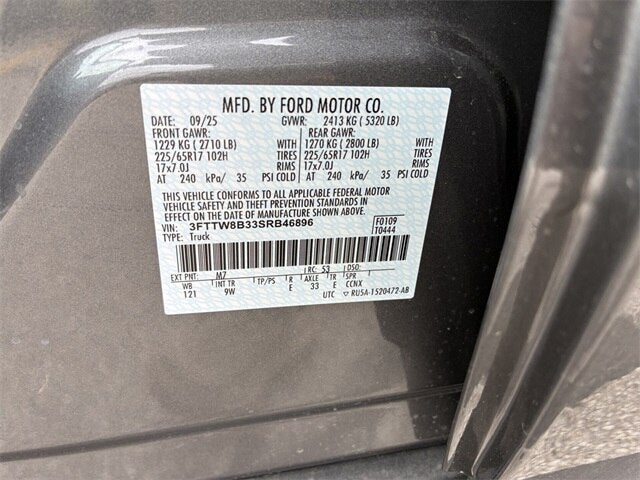 MFD. BY FORD MOTOR CO.
DATE: 09/25 GVWR: 2413 KG ( 5320 LB)
FRONT GAWR: REAR GAWR:
1229 KG ( 2710 LB) 1270 KG ( 2800 LB)
225/65R17 102H TIRES 225/65R17 102H TIRES
17x7.0J RIMS 17x7.0J RIMS
AT 240 kPa/ 35 PSI COLD AT 240 kPa/ 35 PSI COLD
THIS VEHICLE CONFORMS TO ALL APPLICABLE FEDERAL MOTOR
VEHICLE SAFETY AND THEFT PREVENTION STANDARDS IN
EFFECT ON THE DATE OF MANUFACTURE SHOWN ABOVE.
VIN: 3FTTW8B33SRB46896 F0109
TYPE: Truck T0444
EXT PNT: M7 RC: 53 DSO:
WB INT TR TP/PS R AXLE TR SPR
121 9W E 33 E CCNX
UTC ▽ RU5A-1520472-AB